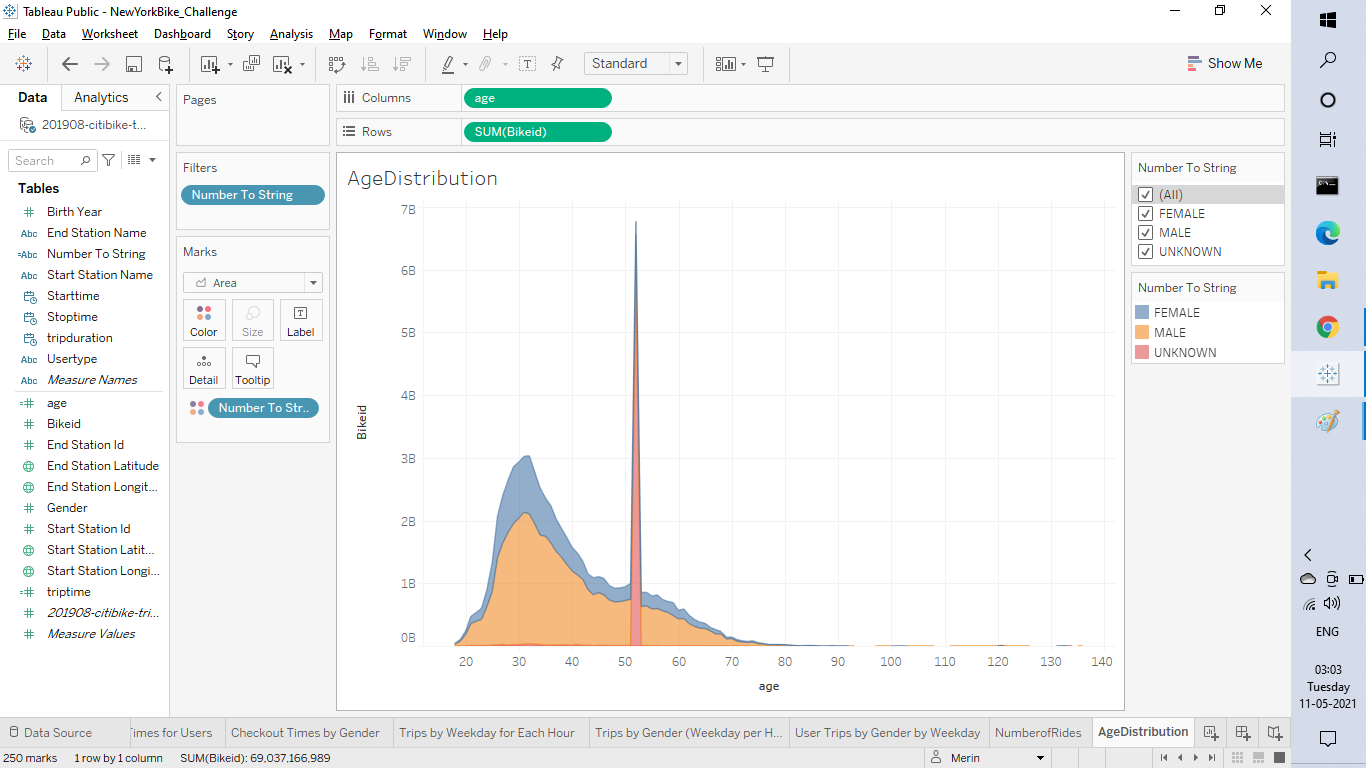 Tableau Public - NewYorkBike_Challenge
File Data Worksheet Dashboard Story Analysis Map Format Window Help
Standard
Show Me
Data Analytics
201908-citibike-t...
Search
Tables
Birth Year
Abc End Station Name
=Abc Number To String
Abc Start Station Name
Starttime
Stoptime
tripduration
Abc Usertype
Abc Measure Names
age
Bikeid
End Station Id
End Station Latitude
End Station Longit...
Gender
Start Station Id
Start Station Latit...
Start Station Longi...
triptime
201908-citibike-tri...
Measure Values
Pages
Filters
Number To String
Marks
Area
Color Size Label
Detail Tooltip
Number To Str..
Columns age
Rows SUM(Bikeid)
AgeDistribution
7B
6B
5B
4B
3B
2B
1B
0B
Bikeid
20 30 40 50 60 70 80 90 100 110 120 130 140
age
Number To String
(All)
FEMALE
MALE
UNKNOWN
Number To String
FEMALE
MALE
UNKNOWN
Data Source Times for Users Checkout Times by Gender Trips by Weekday for Each Hour Trips by Gender (Weekday per H... User Trips by Gender by Weekday NumberofRides AgeDistribution
250 marks 1 row by 1 column SUM(Bikeid): 69,037,166,989 Merin
ENG
03:03
Tuesday
11-05-2021